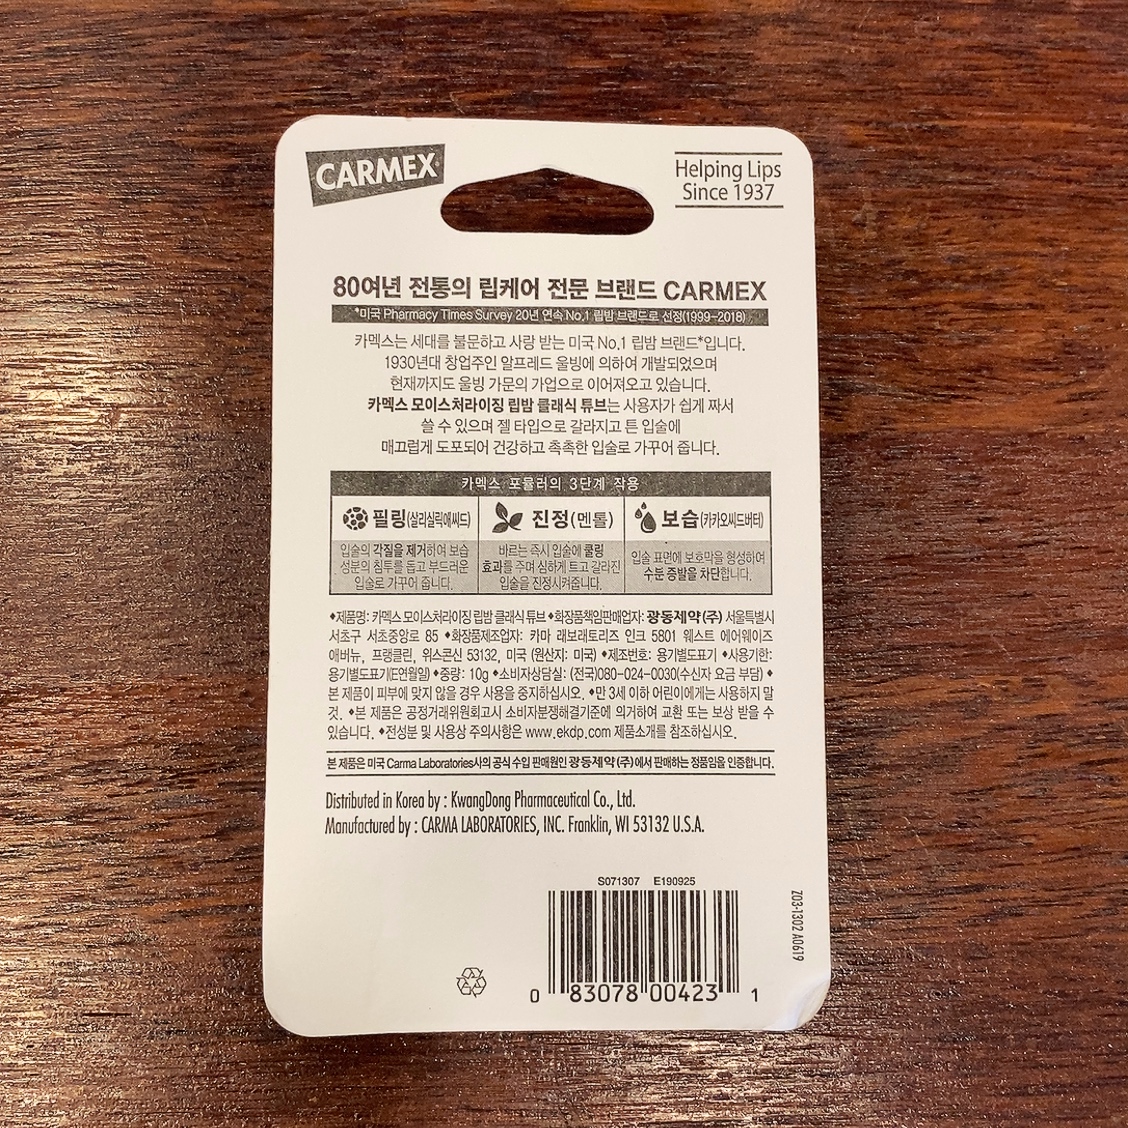 CARMEX
Helping Lips
Since 1937
80여년 전통의 립케어 전문 브랜드 CARMEX
*미국 Pharmacy Times Survey 20년 연속 No.1 립밤 브랜드로 선정(1999-2018)
카멕스는 세대를 불문하고 사랑 받는 미국 No.1 립밤 브랜드*입니다.
1930년대 창업주인 알프레드 울빙에 의하여 개발되었으며
현재까지도 울빙 가문의 가업으로 이어져오고 있습니다.
카멕스 모이스처라이징 립밤 클래식 튜브는 사용자가 쉽게 짜서
쓸 수 있으며 젤 타입으로 갈라지고 튼 입술에
매끄럽게 도포되어 건강하고 촉촉한 입술로 가꾸어 줍니다.
카멕스 포뮬러의 3단계 작용
필링(살리실릭애씨드)
입술의 각질을 제거하여 보습
성분의 침투를 돕고 부드러운
입술로 가꾸어 줍니다.
진정(멘톨)
바르는 즉시 입술에 쿨링
효과를 주며 심하게 트고 갈라진
입술을 진정시켜줍니다.
보습(카카오씨드버터)
입술 표면에 보호막을 형성하여
수분 증발을 차단합니다.
♦제품명: 카멕스 모이스처라이징 립밤 클래식 튜브 ♦화장품책임판매업자: 광동제약(주) 서울특별시
서초구 서초중앙로 85 ♦화장품제조업자: 카마 래보래토리즈 인크 5801 웨스트 에어웨이즈
애버뉴, 프랭클린, 위스콘신 53132, 미국 (원산지: 미국) ♦제조번호: 용기별도표기 ♦사용기한:
용기별도표기(E연월일) ♦중량: 10g ♦소비자상담실: (전국)080-024-0030(수신자 요금 부담) ♦
본 제품이 피부에 맞지 않을 경우 사용을 중지하십시오. ♦만 3세 이하 어린이에게는 사용하지 말
것. ♦본 제품은 공정거래위원회고시 소비자분쟁해결기준에 의거하여 교환 또는 보상 받을 수
있습니다. ♦전성분 및 사용상 주의사항은 www.ekdp.com 제품소개를 참조하십시오.
본 제품은 미국 Carma Laboratories사의 공식 수입 판매원인 광동제약(주)에서 판매하는 정품임을 인증합니다.
Distributed in Korea by : KwangDong Pharmaceutical Co., Ltd.
Manufactured by : CARMA LABORATORIES, INC. Franklin, WI 53132 U.S.A.
S071307 E190925
0 83078 00423 1
Z03-1302 A0619